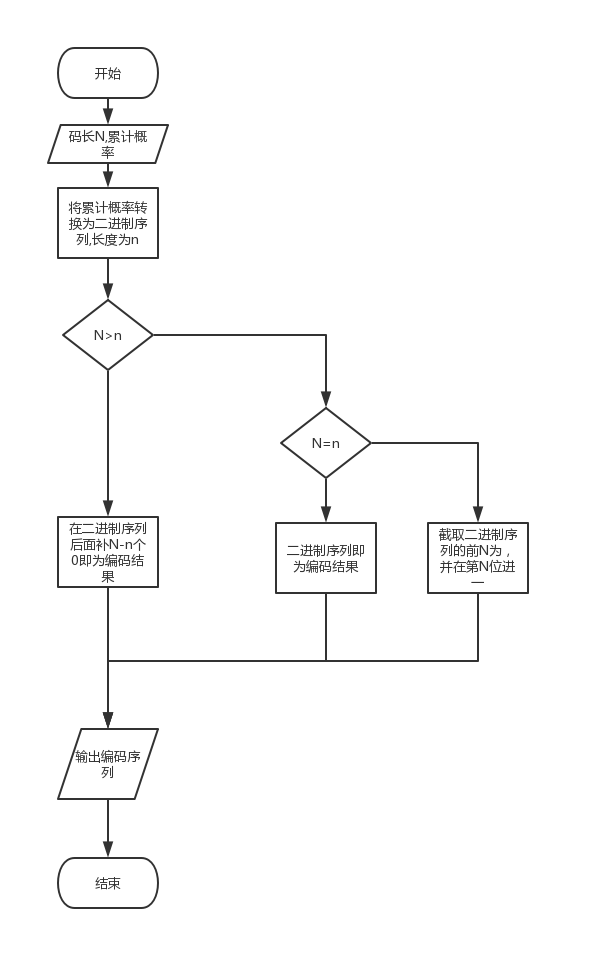 开始
码长N,累计概
率
将累计概率转
换为二进制序
列,长度为n
N>n
N=n
在二进制序列
后面补N-n个
0即为编码结
果
二进制序列即
为编码结果
截取二进制序
列的前N为，
并在第N位进
一
输出编码序
列
结束